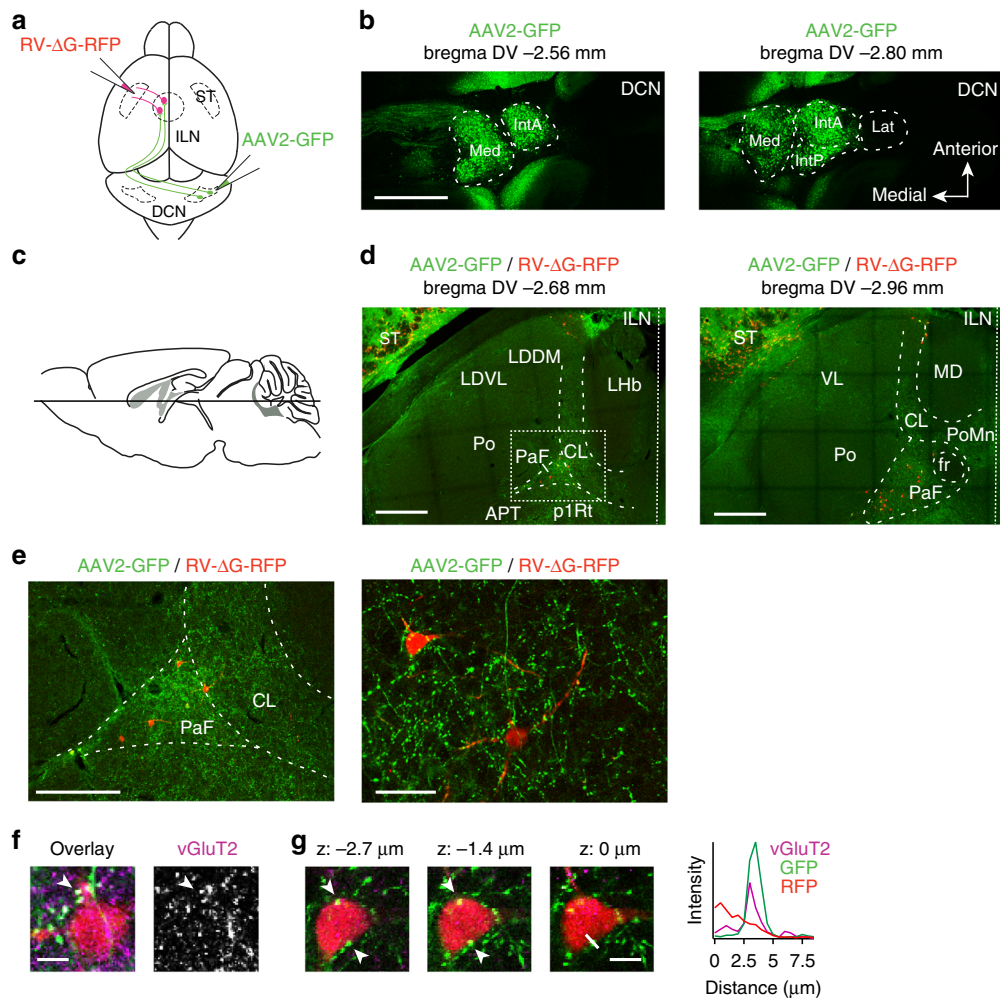 a
RV-ΔG-RFP
ST
ILN
AAV2-GFP
DCN
b
AAV2-GFP
bregma DV –2.56 mm
DCN
IntA
Med
AAV2-GFP
bregma DV –2.80 mm
DCN
IntA
Lat
Med
IntP
Anterior
Medial
c
d
AAV2-GFP / RV-ΔG-RFP
bregma DV –2.68 mm
ST
ILN
LDDM
LDVL
LHb
Po
PaF
CL
APT
p1Rt
AAV2-GFP / RV-ΔG-RFP
bregma DV –2.96 mm
ST
ILN
VL
MD
CL
PoMn
Po
fr
PaF
e
AAV2-GFP / RV-ΔG-RFP
CL
PaF
AAV2-GFP / RV-ΔG-RFP
f
Overlay
vGluT2
g
z: –2.7 μm
z: –1.4 μm
z: 0 μm
vGluT2
GFP
RFP
Intensity
0 2.5 5 7.5
Distance (μm)